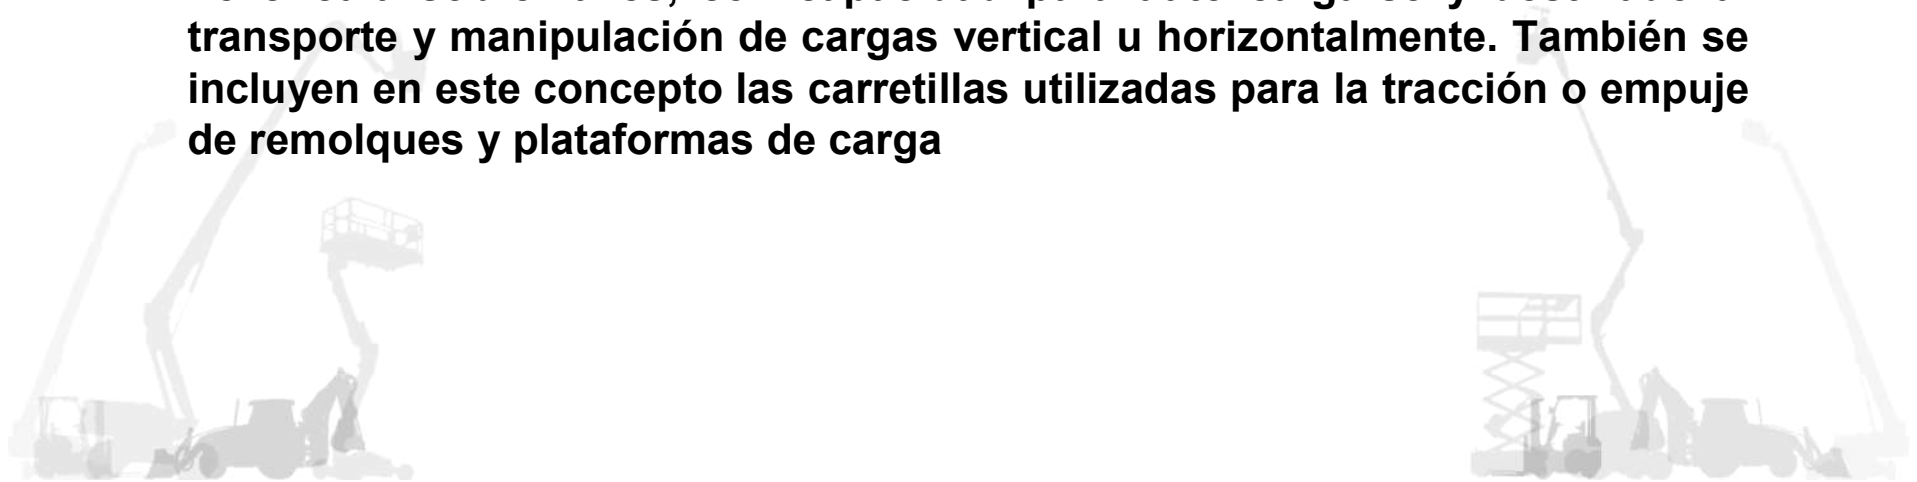 transporte y manipulación de cargas vertical u horizontalmente. También se
incluyen en este concepto las carretillas utilizadas para la tracción o empuje
de remolques y plataformas de carga